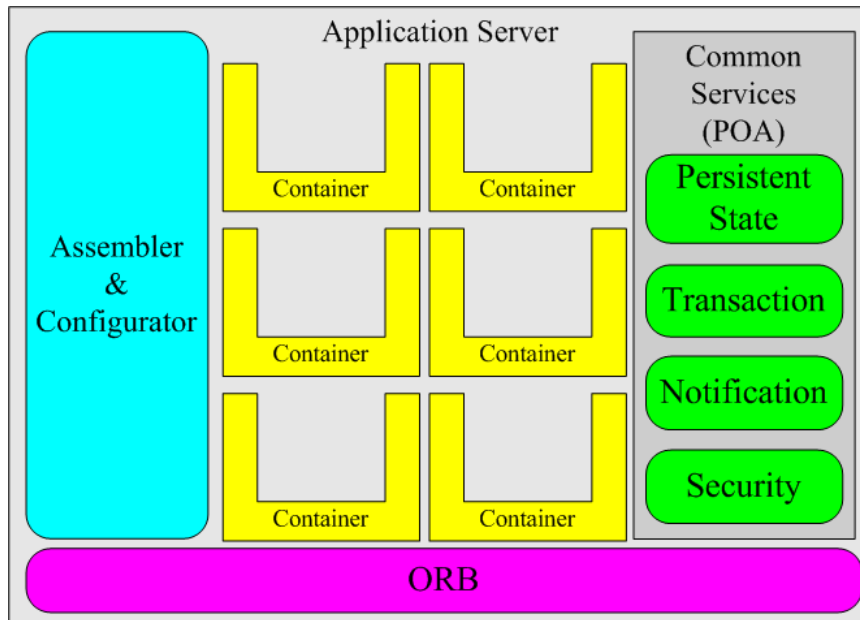 Application Server
Assembler
&
Configurator
Container
Container
Container
Container
Container
Container
Common
Services
(POA)
Persistent
State
Transaction
Notification
Security
ORB